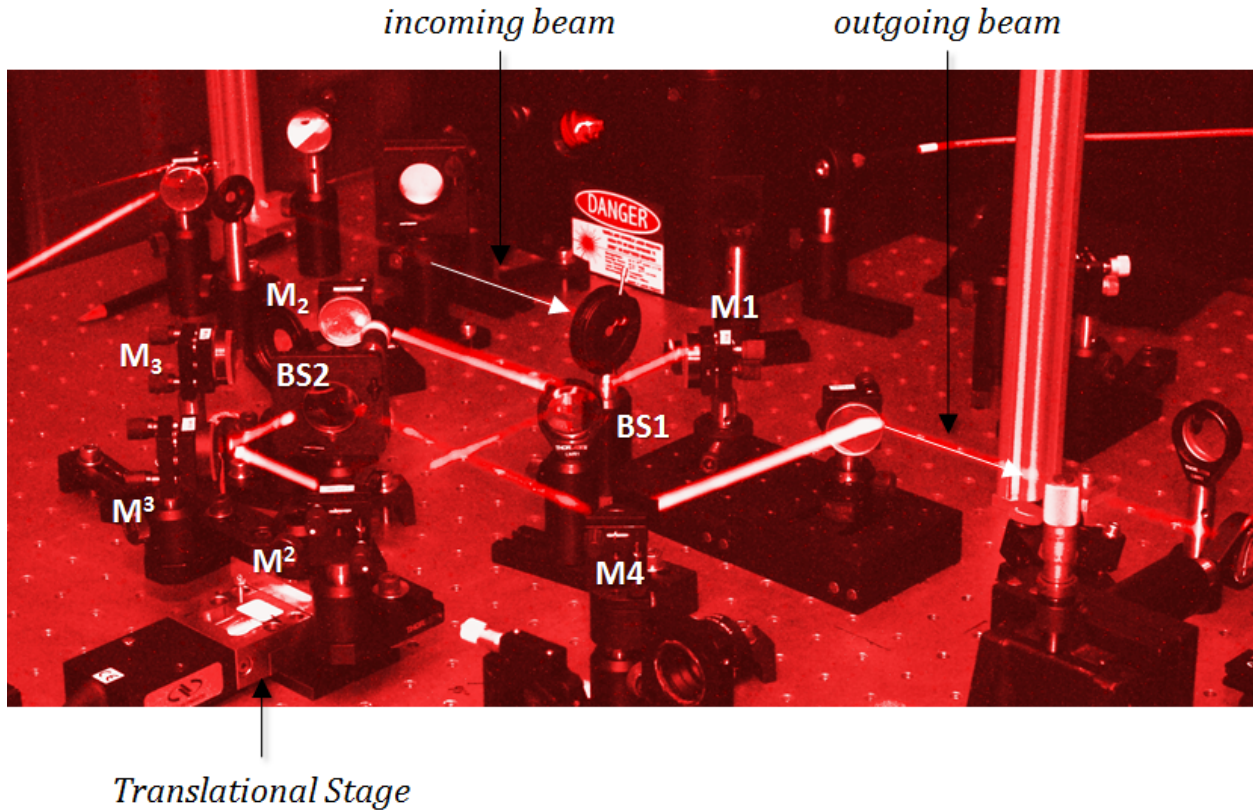 incoming beam
outgoing beam
DANGER
M₂
M1
M₃
BS2
BS1
M³
M²
M4
Translational Stage